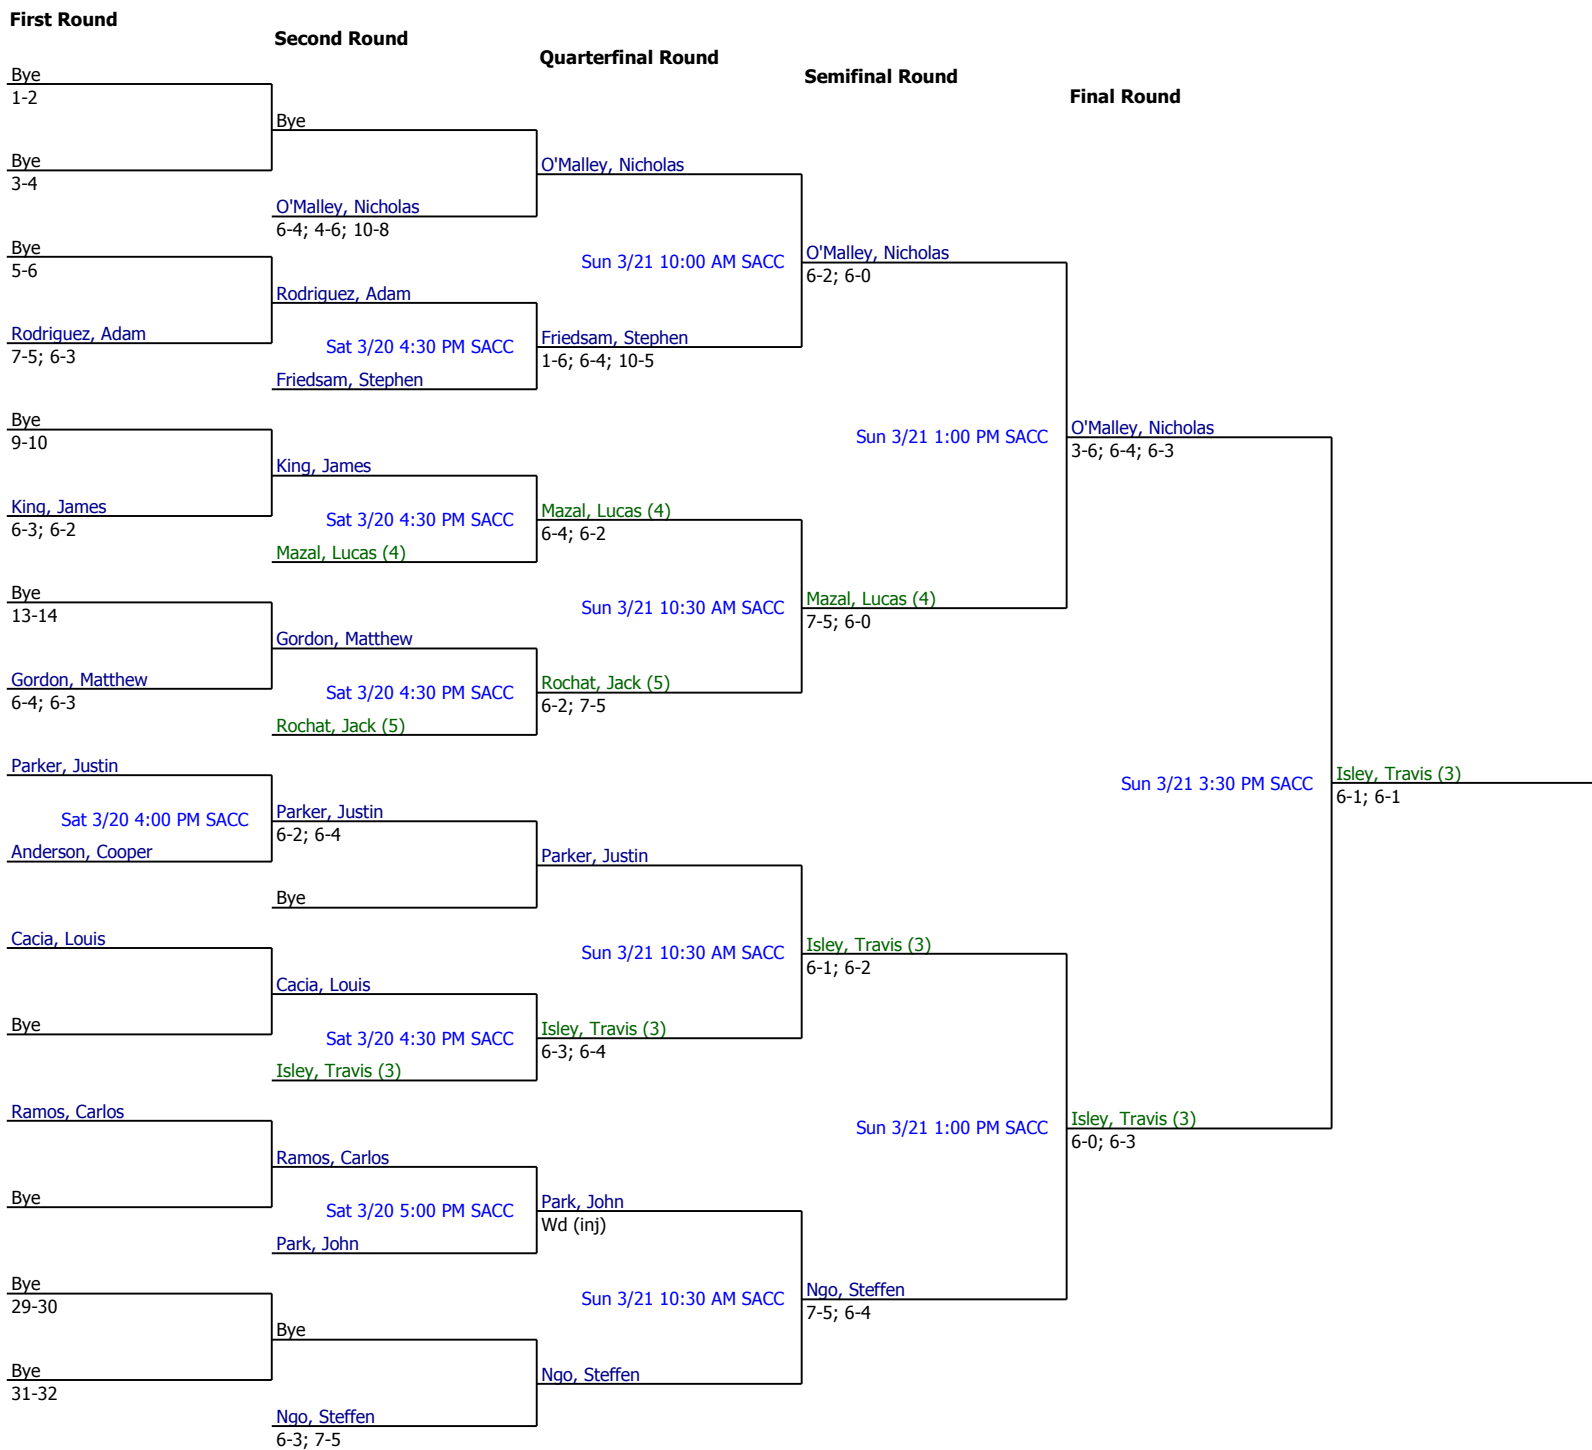 First Round
Second Round
Quarterfinal Round
Semifinal Round
Final Round
Bye
1-2
Bye
Bye
3-4
O'Malley, Nicholas
O'Malley, Nicholas
6-4; 4-6; 10-8
Bye
5-6
Sun 3/21 10:00 AM SACC
O'Malley, Nicholas
6-2; 6-0
Rodriguez, Adam
Rodriguez, Adam
7-5; 6-3
Sat 3/20 4:30 PM SACC
Friedsam, Stephen
1-6; 6-4; 10-5
Friedsam, Stephen
Bye
9-10
Sun 3/21 1:00 PM SACC
O'Malley, Nicholas
3-6; 6-4; 6-3
King, James
King, James
6-3; 6-2
Sat 3/20 4:30 PM SACC
Mazal, Lucas (4)
6-4; 6-2
Mazal, Lucas (4)
Bye
13-14
Sun 3/21 10:30 AM SACC
Mazal, Lucas (4)
7-5; 6-0
Gordon, Matthew
Gordon, Matthew
6-4; 6-3
Sat 3/20 4:30 PM SACC
Rochat, Jack (5)
6-2; 7-5
Rochat, Jack (5)
Parker, Justin
Sun 3/21 3:30 PM SACC
Isley, Travis (3)
6-1; 6-1
Sat 3/20 4:00 PM SACC
Parker, Justin
6-2; 6-4
Anderson, Cooper
Parker, Justin
Bye
Cacia, Louis
Sun 3/21 10:30 AM SACC
Isley, Travis (3)
6-1; 6-2
Cacia, Louis
Bye
Sat 3/20 4:30 PM SACC
Isley, Travis (3)
6-3; 6-4
Isley, Travis (3)
Ramos, Carlos
Sun 3/21 1:00 PM SACC
Isley, Travis (3)
6-0; 6-3
Ramos, Carlos
Bye
Sat 3/20 5:00 PM SACC
Park, John
Wd (inj)
Park, John
Bye
29-30
Sun 3/21 10:30 AM SACC
Ngo, Steffen
7-5; 6-4
Bye
Bye
31-32
Ngo, Steffen
Ngo, Steffen
6-3; 7-5